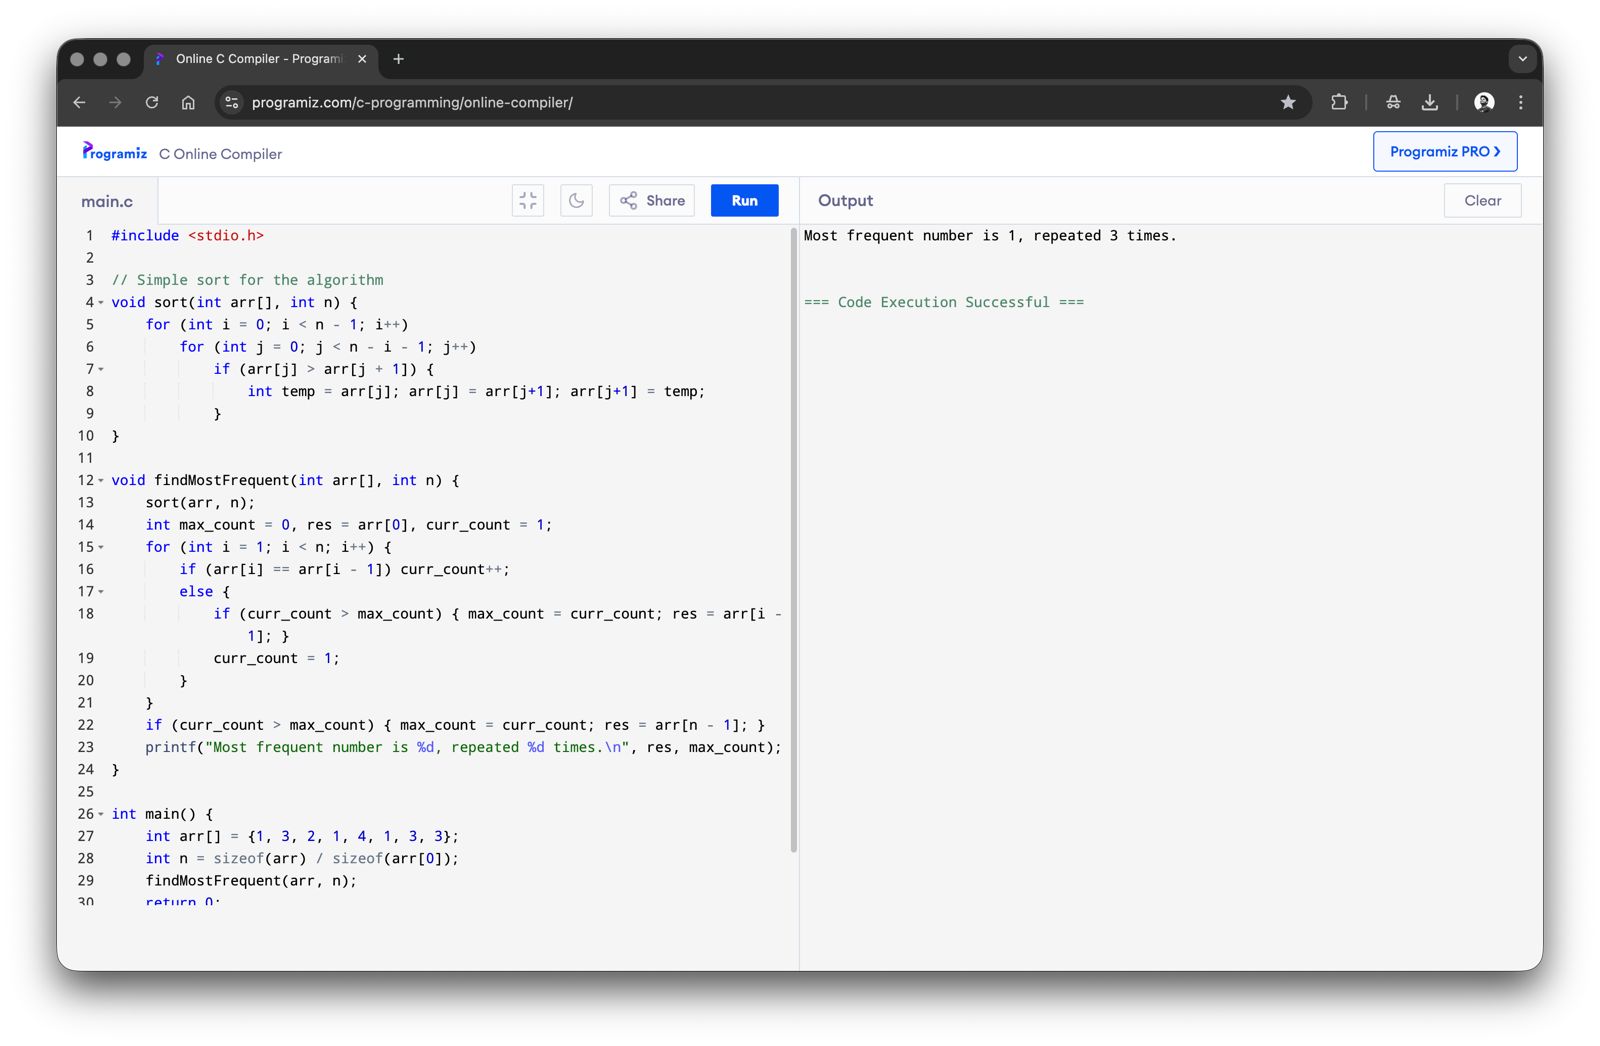 Online C Compiler - Programi
programiz.com/c-programming/online-compiler/
Programiz C Online Compiler
Programiz PRO ❯
main.c
Share
Run
Output
Clear
1 #include <stdio.h>
2
3 // Simple sort for the algorithm
4 void sort(int arr[], int n) {
5     for (int i = 0; i < n - 1; i++)
6         for (int j = 0; j < n - i - 1; j++)
7             if (arr[j] > arr[j + 1]) {
8                 int temp = arr[j]; arr[j] = arr[j+1]; arr[j+1] = temp;
9             }
10 }
11
12 void findMostFrequent(int arr[], int n) {
13     sort(arr, n);
14     int max_count = 0, res = arr[0], curr_count = 1;
15     for (int i = 1; i < n; i++) {
16         if (arr[i] == arr[i - 1]) curr_count++;
17         else {
18             if (curr_count > max_count) { max_count = curr_count; res = arr[i -
                1]; }
19             curr_count = 1;
20         }
21     }
22     if (curr_count > max_count) { max_count = curr_count; res = arr[n - 1]; }
23     printf("Most frequent number is %d, repeated %d times.\n", res, max_count);
24 }
25
26 int main() {
27     int arr[] = {1, 3, 2, 1, 4, 1, 3, 3};
28     int n = sizeof(arr) / sizeof(arr[0]);
29     findMostFrequent(arr, n);
30     return 0;
Most frequent number is 1, repeated 3 times.
=== Code Execution Successful ===